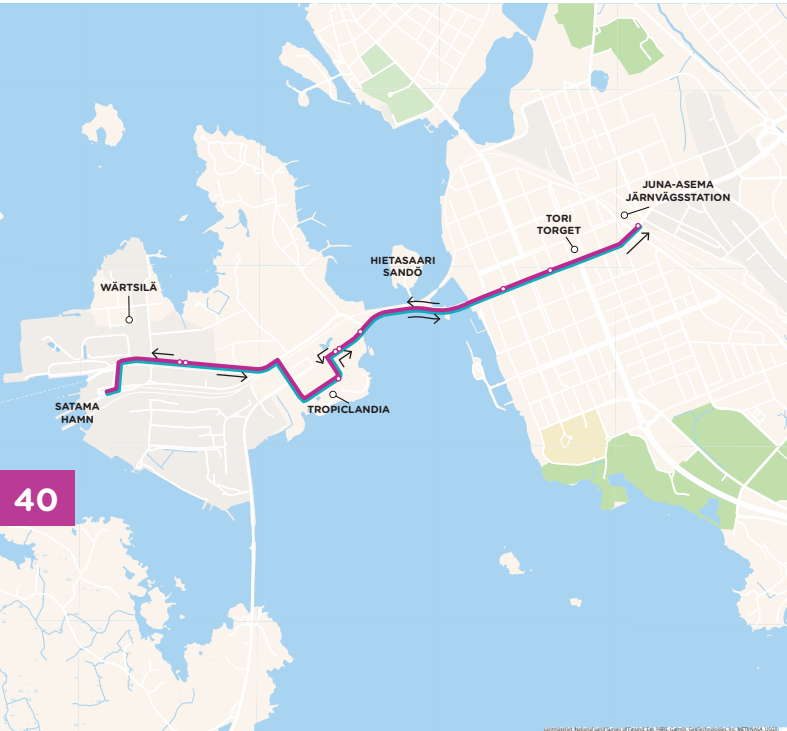 JUNA-ASEMA
JÄRNVÄGSSTATION
TORI
TORGET
HIETASAARI
SANDÖ
WÄRTSILÄ
SATAMA
HAMN
TROPICLANDIA
40